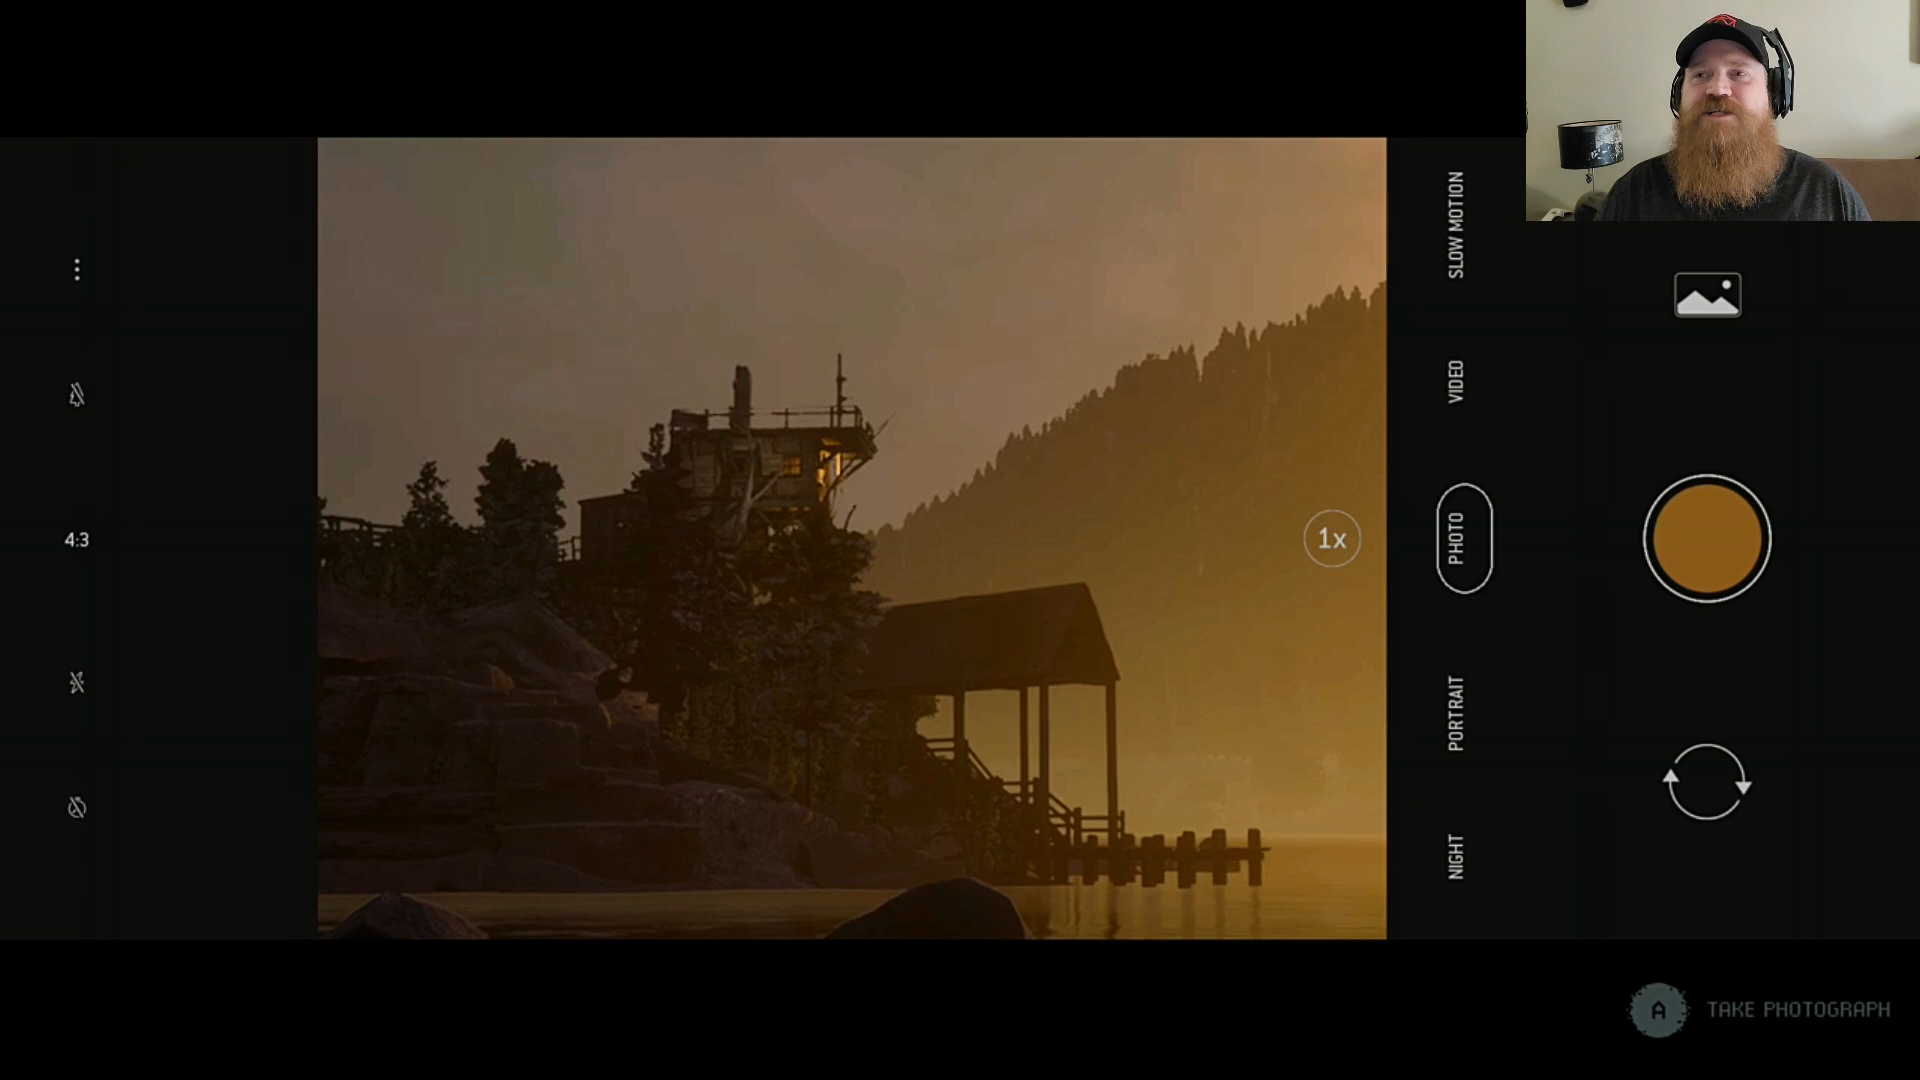 4:3
1x
SLOW MOTION
VIDEO
PHOTO
PORTRAIT
NIGHT
A TAKE PHOTOGRAPH